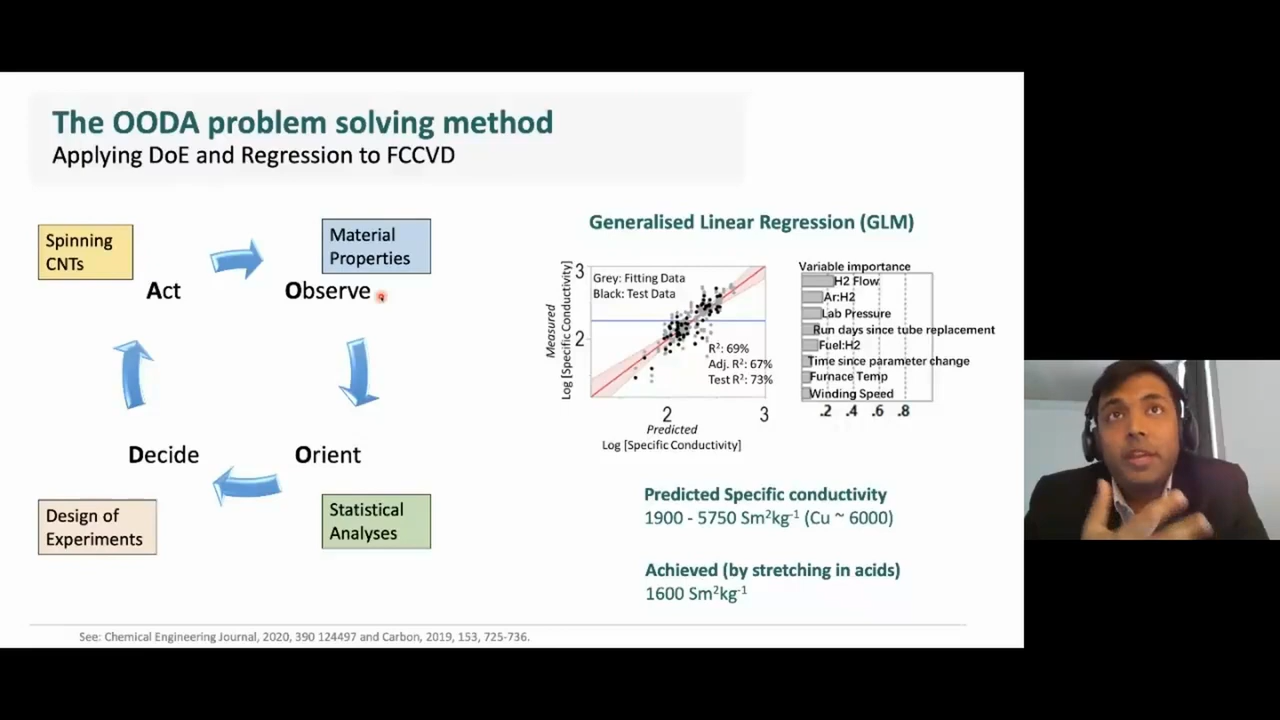 The OODA problem solving method
Applying DoE and Regression to FCCVD
Spinning
CNTs
Act
Material
Properties
Observe
Decide
Orient
Design of
Experiments
Statistical
Analyses
Generalised Linear Regression (GLM)
Measured
Log [Specific Conductivity]
3
2
Grey: Fitting Data
Black: Test Data
R²: 69%
Adj. R²: 67%
Test R²: 73%
2
3
Predicted
Log [Specific Conductivity]
Variable importance
H2 Flow
Ar:H2
Lab Pressure
Run days since tube replacement
Fuel:H2
Time since parameter change
Furnace Temp
Winding Speed
.2 .4 .6 .8
Predicted Specific conductivity
1900 - 5750 Sm²kg⁻¹ (Cu ~ 6000)
Achieved (by stretching in acids)
1600 Sm²kg⁻¹
See: Chemical Engineering Journal, 2020, 390 124497 and Carbon, 2019, 153, 725-736.